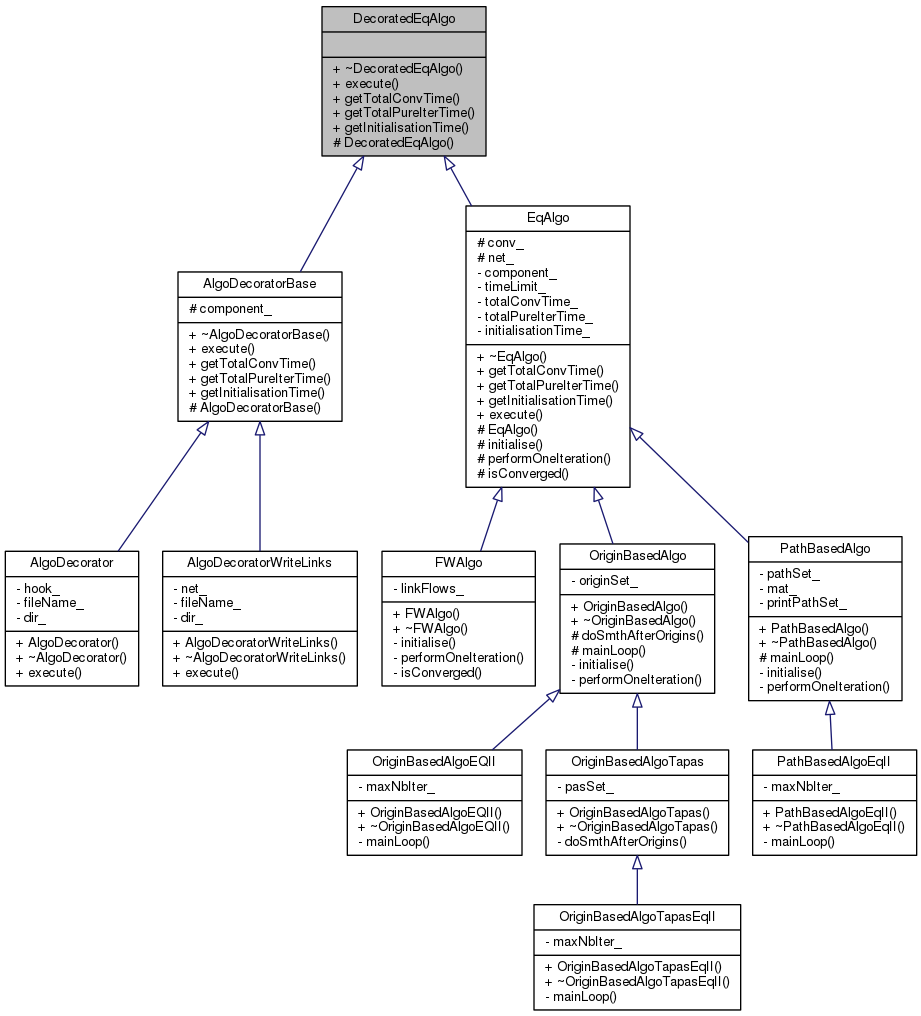 DecoratedEqAlgo
+ ~DecoratedEqAlgo()
+ execute()
+ getTotalConvTime()
+ getTotalPureIterTime()
+ getInitialisationTime()
# DecoratedEqAlgo()
EqAlgo
# conv_
# net_
- component_
- timeLimit_
- totalConvTime_
- totalPureIterTime_
- initialisationTime_
+ ~EqAlgo()
+ getTotalConvTime()
+ getTotalPureIterTime()
+ getInitialisationTime()
+ execute()
# EqAlgo()
# initialise()
# performOneIteration()
# isConverged()
AlgoDecoratorBase
# component_
+ ~AlgoDecoratorBase()
+ execute()
+ getTotalConvTime()
+ getTotalPureIterTime()
+ getInitialisationTime()
# AlgoDecoratorBase()
AlgoDecorator
- hook_
- fileName_
- dir_
+ AlgoDecorator()
+ ~AlgoDecorator()
+ execute()
AlgoDecoratorWriteLinks
- net_
- fileName_
- dir_
+ AlgoDecoratorWriteLinks()
+ ~AlgoDecoratorWriteLinks()
+ execute()
FWAlgo
- linkFlows_
+ FWAlgo()
+ ~FWAlgo()
- initialise()
- performOneIteration()
- isConverged()
OriginBasedAlgo
- originSet_
+ OriginBasedAlgo()
+ ~OriginBasedAlgo()
# doSmthAfterOrigins()
# mainLoop()
- initialise()
- performOneIteration()
PathBasedAlgo
- pathSet_
- mat_
- printPathSet_
+ PathBasedAlgo()
+ ~PathBasedAlgo()
# mainLoop()
- initialise()
- performOneIteration()
OriginBasedAlgoEQII
- maxNbIter_
+ OriginBasedAlgoEQII()
+ ~OriginBasedAlgoEQII()
- mainLoop()
OriginBasedAlgoTapas
- pasSet_
+ OriginBasedAlgoTapas()
+ ~OriginBasedAlgoTapas()
- doSmthAfterOrigins()
PathBasedAlgoEqII
- maxNbIter_
+ PathBasedAlgoEqII()
+ ~PathBasedAlgoEqII()
- mainLoop()
OriginBasedAlgoTapasEqII
- maxNbIter_
+ OriginBasedAlgoTapasEqII()
+ ~OriginBasedAlgoTapasEqII()
- mainLoop()